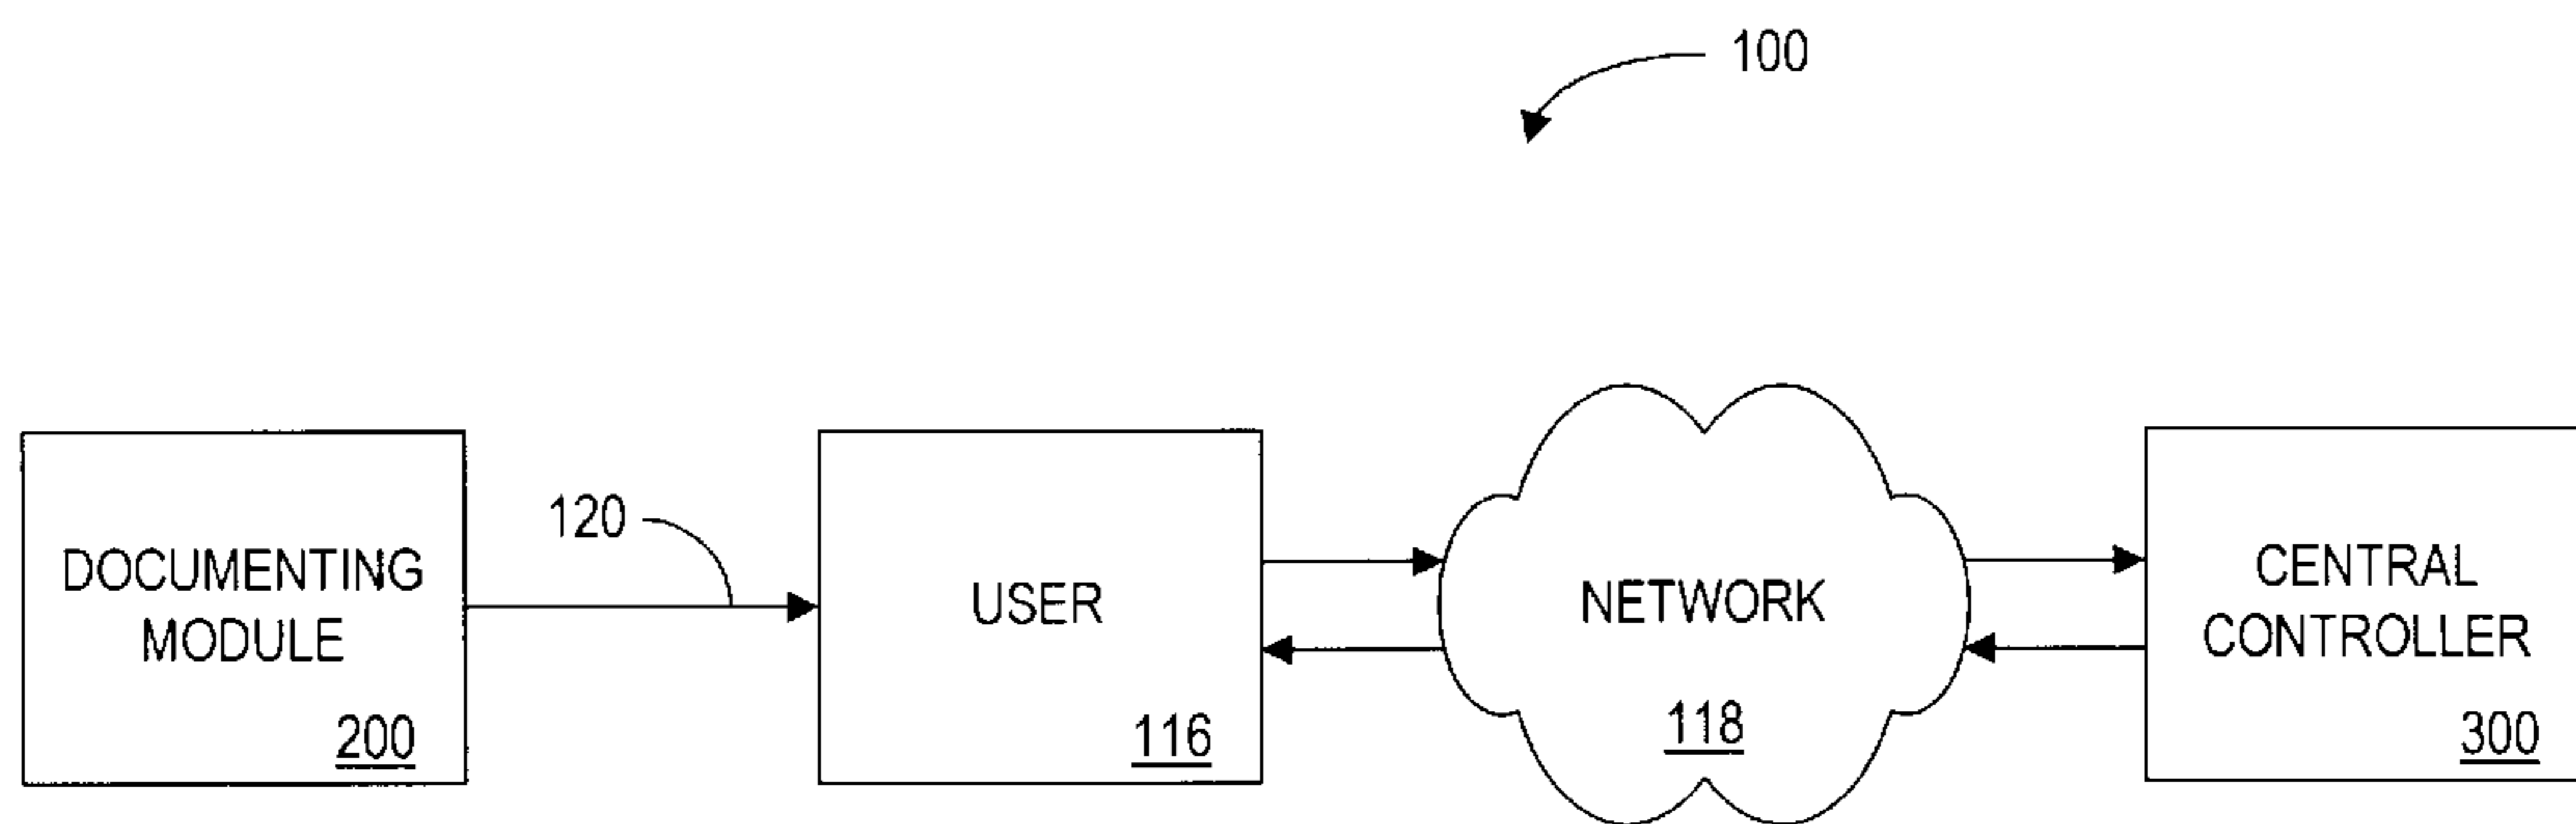 100
120
DOCUMENTING
MODULE
200
USER
116
NETWORK
118
CENTRAL
CONTROLLER
300